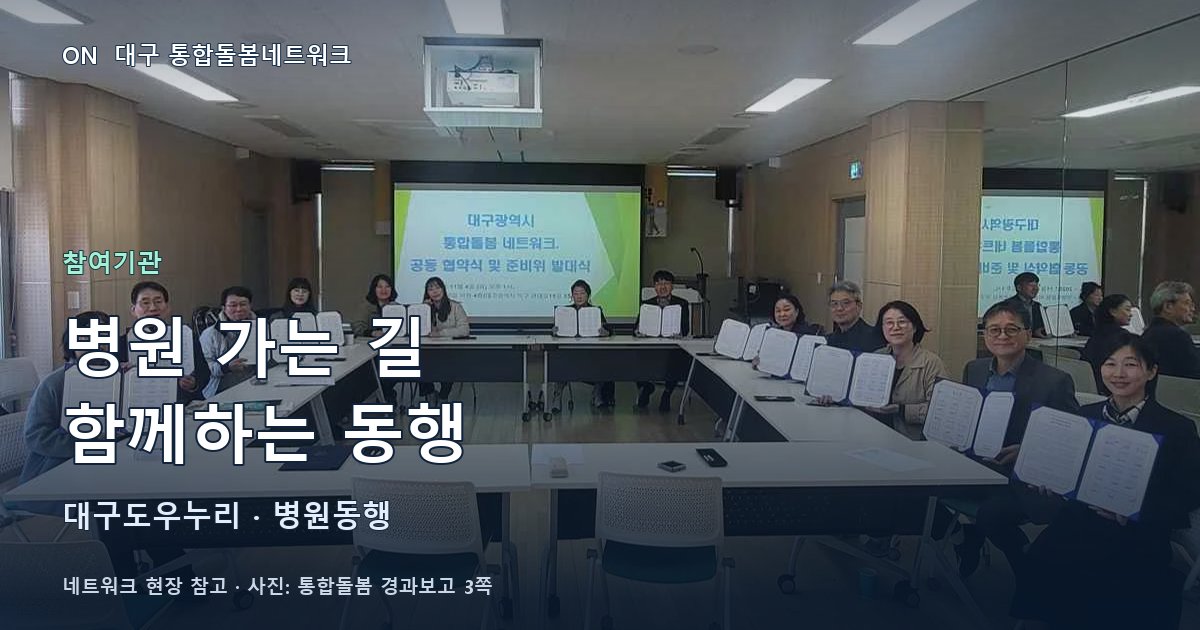 ON 대구 통합돌봄네트워크
대구광역시
통합돌봄 네트워크.
공동 협약식 및 준비위 발대식
참여기관
병원 가는 길
함께하는 동행
대구도우누리 · 병원동행
네트워크 현장 참고 · 사진: 통합돌봄 경과보고 3쪽